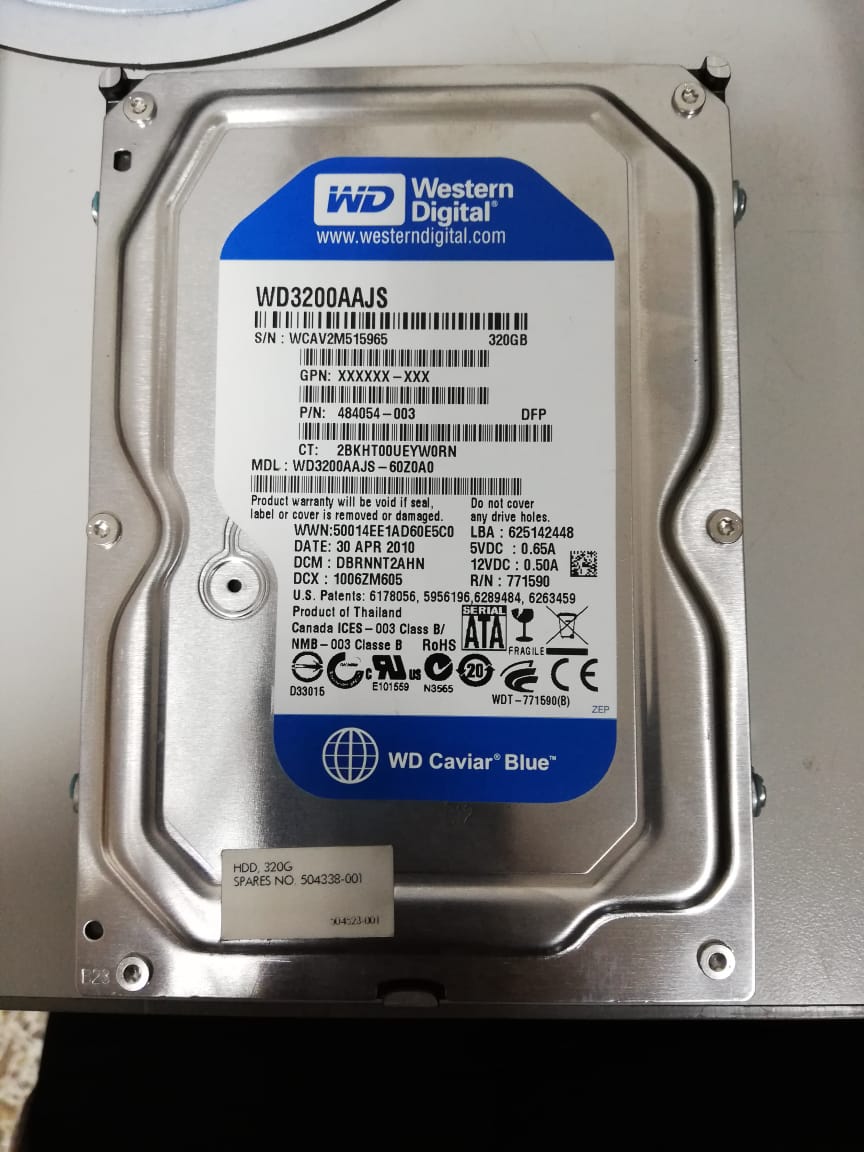 WD Western Digital®
www.westerndigital.com
WD3200AAJS
S/N : WCAV2M515965 320GB
GPN: XXXXXX-XXX
P/N: 484054-003 DFP
CT: 2BKHT00UEYW0RN
MDL : WD3200AAJS-60Z0A0
Product warranty will be void if seal,
label or cover is removed or damaged.
Do not cover
any drive holes.
WWN:50014EE1AD60E5C0 LBA : 625142448
DATE: 30 APR 2010 5VDC : 0.65A
DCM : DBRNNT2AHN 12VDC : 0.50A
DCX : 1006ZM605 R/N : 771590
U.S. Patents: 6178056, 5956196,6289484, 6263459
Product of Thailand
Canada ICES-003 Class B/
NMB-003 Classe B RoHS
SERIAL
ATA
FRAGILE
D33015
c UR us
E101559
N3565
20
CE
WDT-771590(B)
ZEP
WD Caviar® Blue™
HDD, 320G
SPARES NO. 504338-001
504523-001
B23